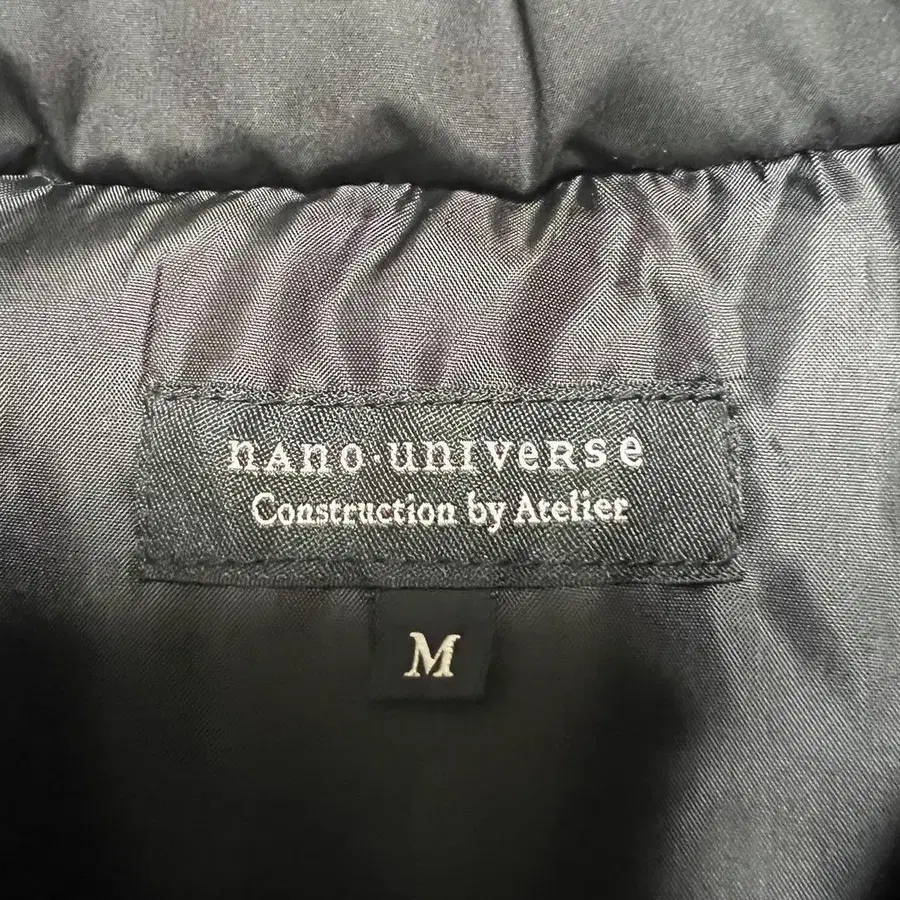 nano·universe
Construction by Atelier
M